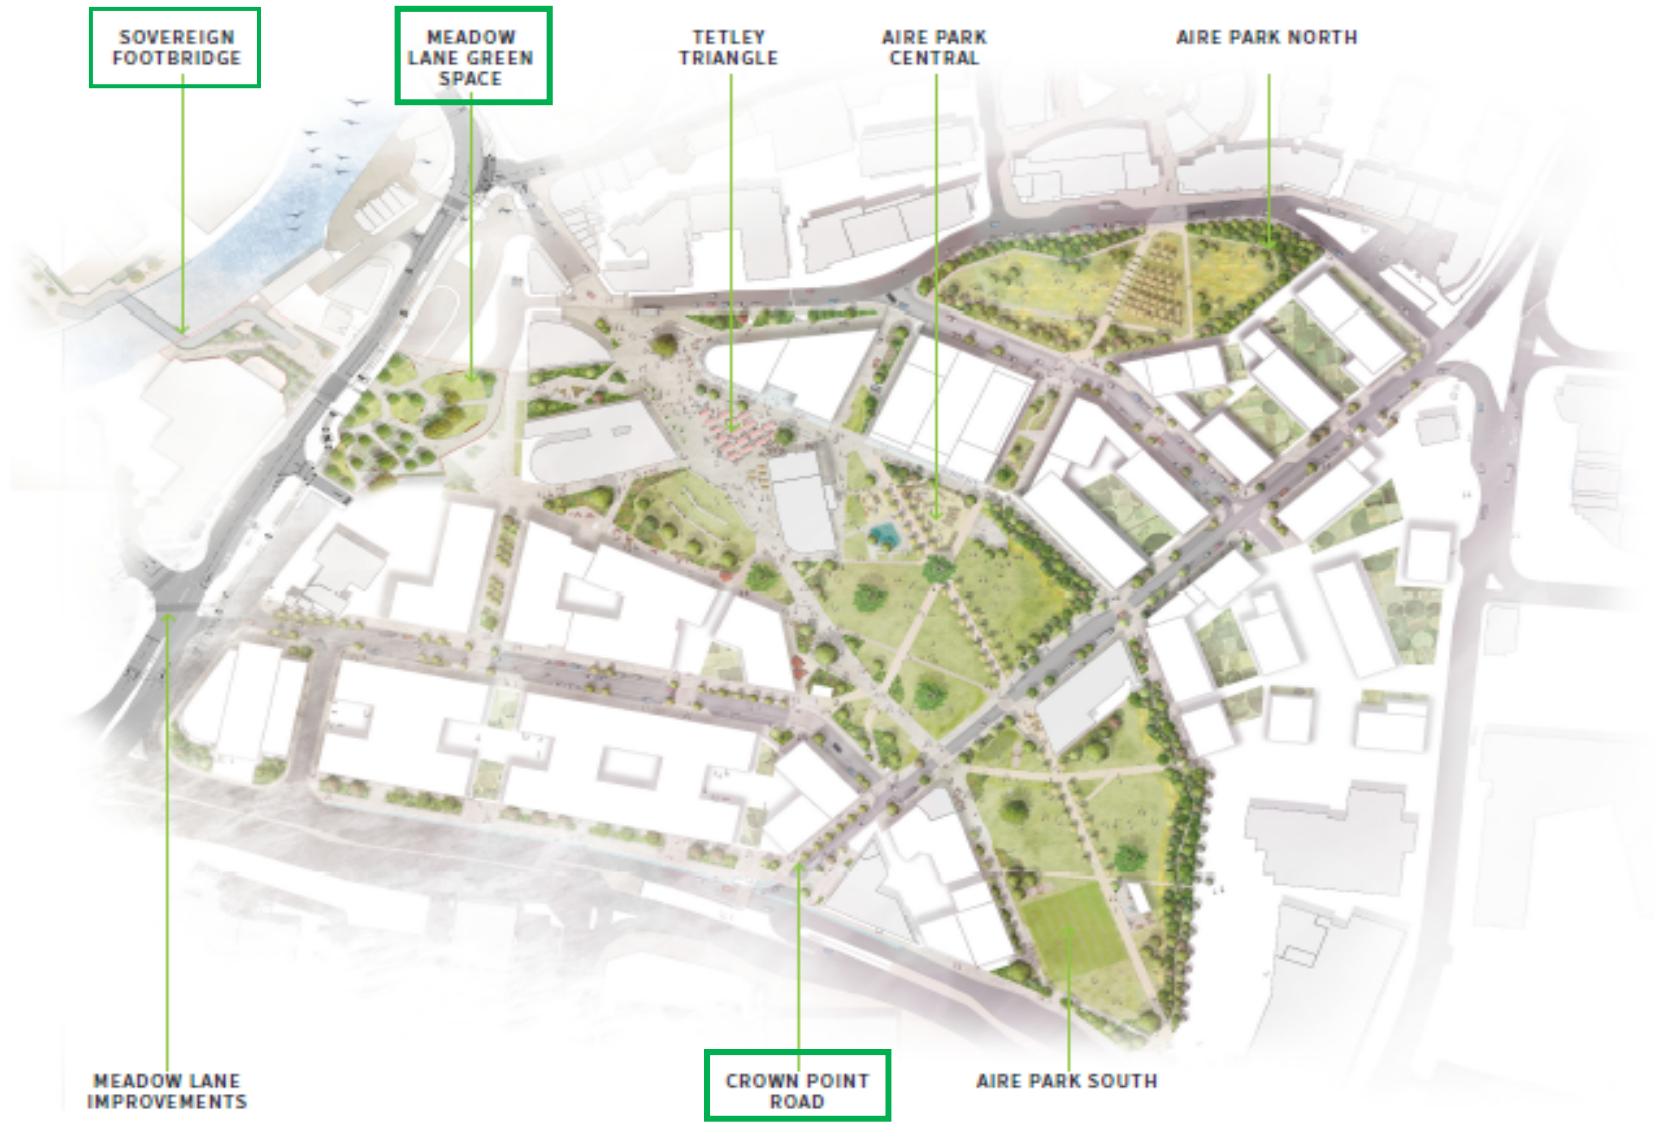 SOVEREIGN
FOOTBRIDGE
MEADOW
LANE GREEN
SPACE
TETLEY
TRIANGLE
AIRE PARK
CENTRAL
AIRE PARK NORTH
MEADOW LANE
IMPROVEMENTS
CROWN POINT
ROAD
AIRE PARK SOUTH